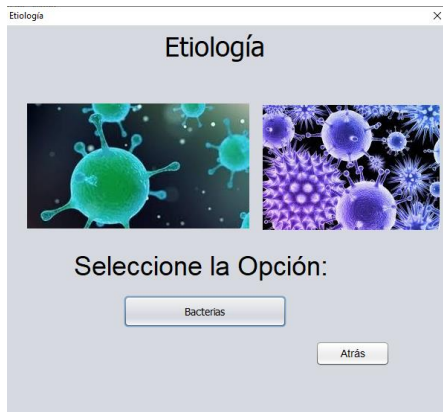 Etiología
Etiología
Seleccione la Opción:
Bacterias
Atrás